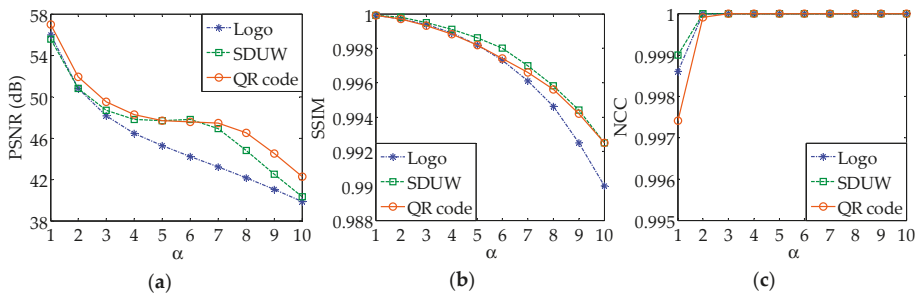 58
54
50
46
42
38
PSNR (dB)
Logo
SDUW
QR code
1 2 3 4 5 6 7 8 9 10
α
(a)
1
0.998
0.996
0.994
0.992
0.99
0.988
SSIM
Logo
SDUW
QR code
1 2 3 4 5 6 7 8 9 10
α
(b)
1
0.999
0.998
0.997
0.996
0.995
NCC
Logo
SDUW
QR code
1 2 3 4 5 6 7 8 9 10
α
(c)